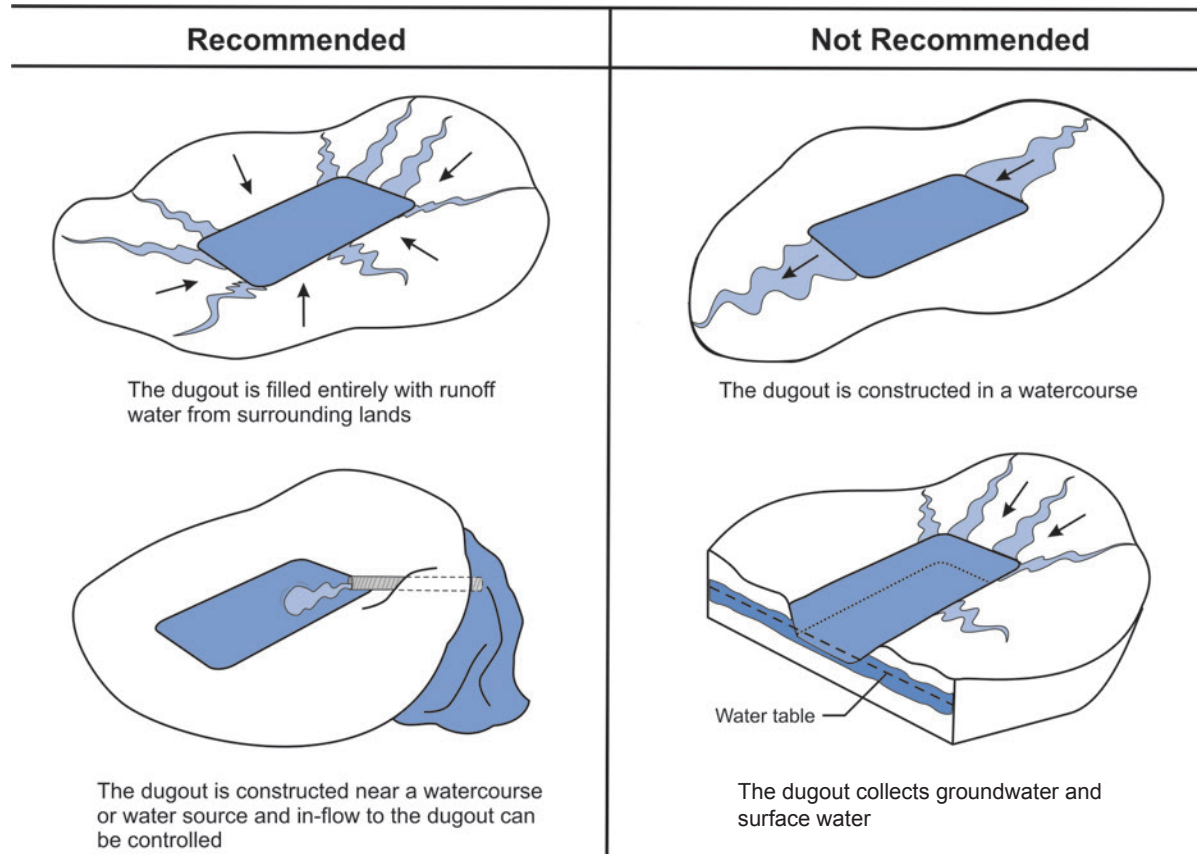 Recommended
Not Recommended
The dugout is filled entirely with runoff
water from surrounding lands
The dugout is constructed in a watercourse
The dugout is constructed near a watercourse
or water source and in-flow to the dugout can
be controlled
Water table
The dugout collects groundwater and
surface water